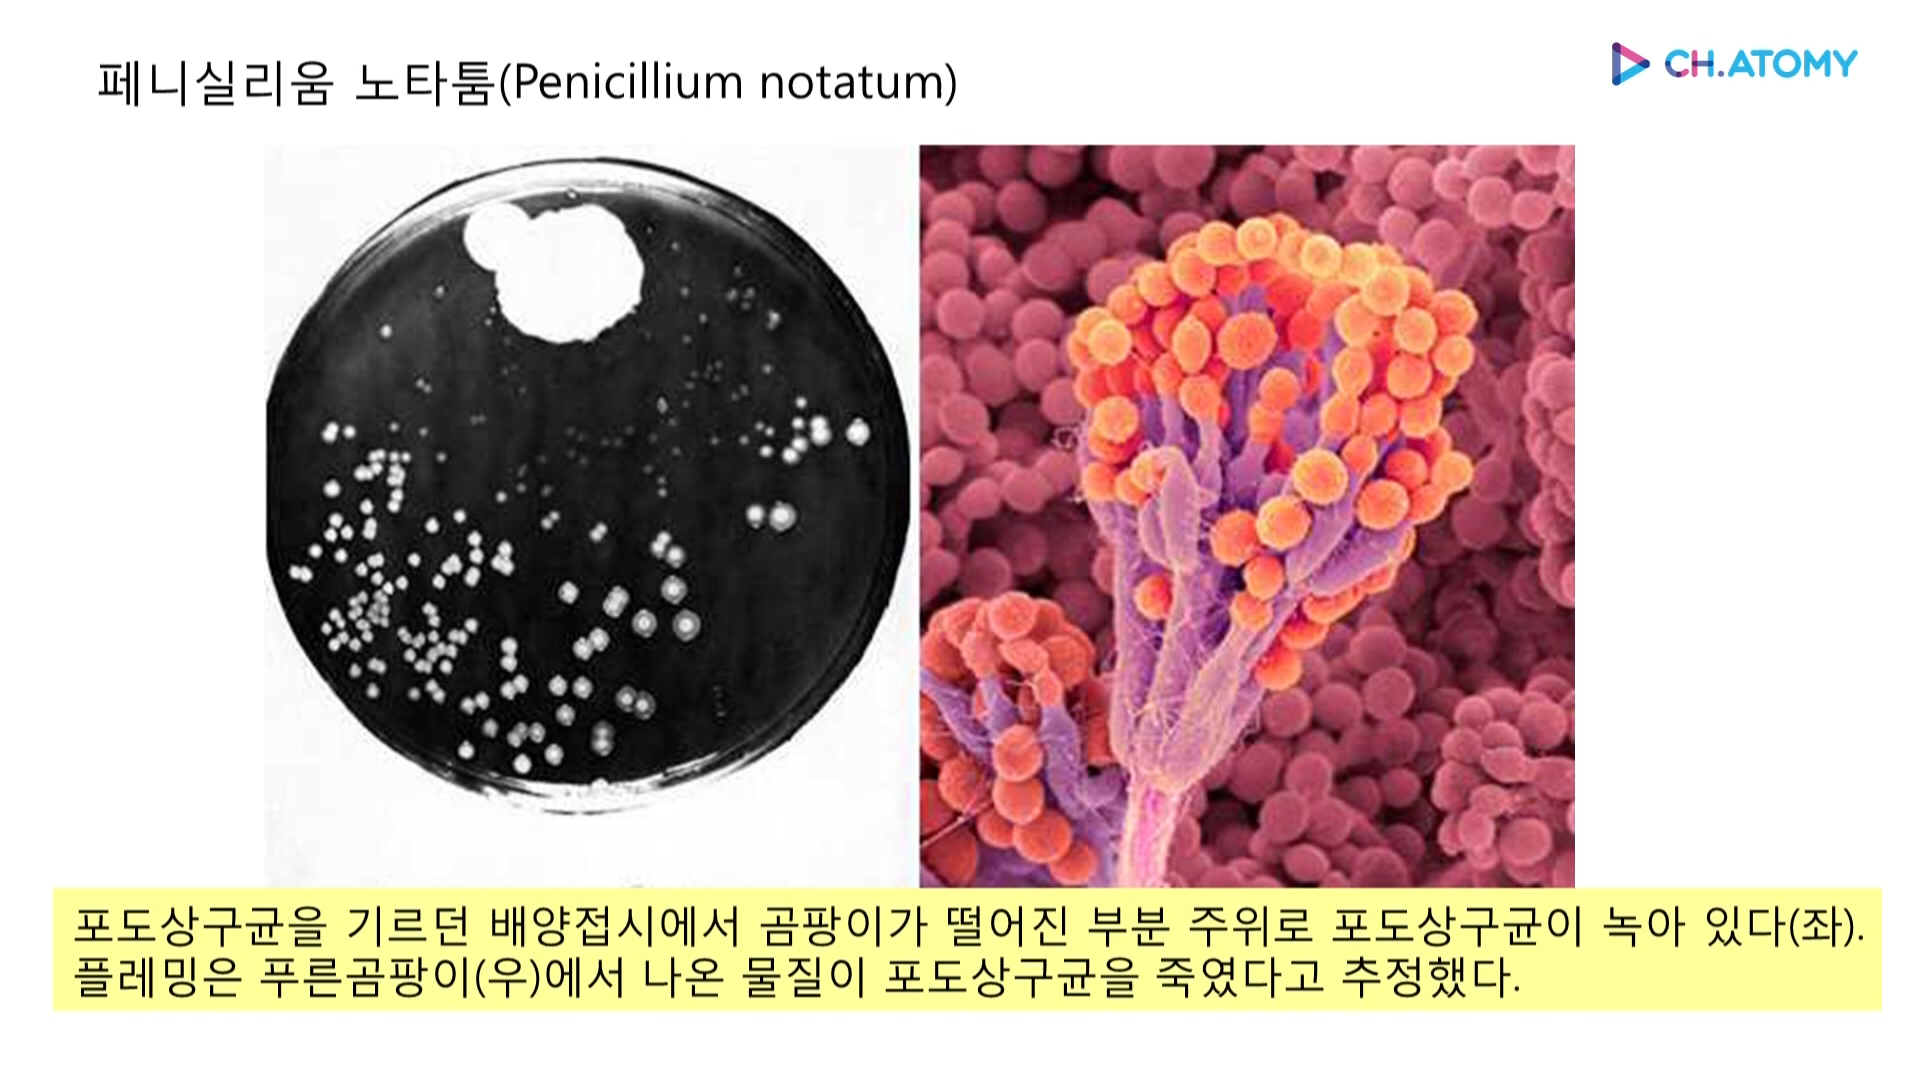 페니실리움 노타툼(Penicillium notatum)
CH.ATOMY
포도상구균을 기르던 배양접시에서 곰팡이가 떨어진 부분 주위로 포도상구균이 녹아 있다(좌).
플레밍은 푸른곰팡이(우)에서 나온 물질이 포도상구균을 죽였다고 추정했다.